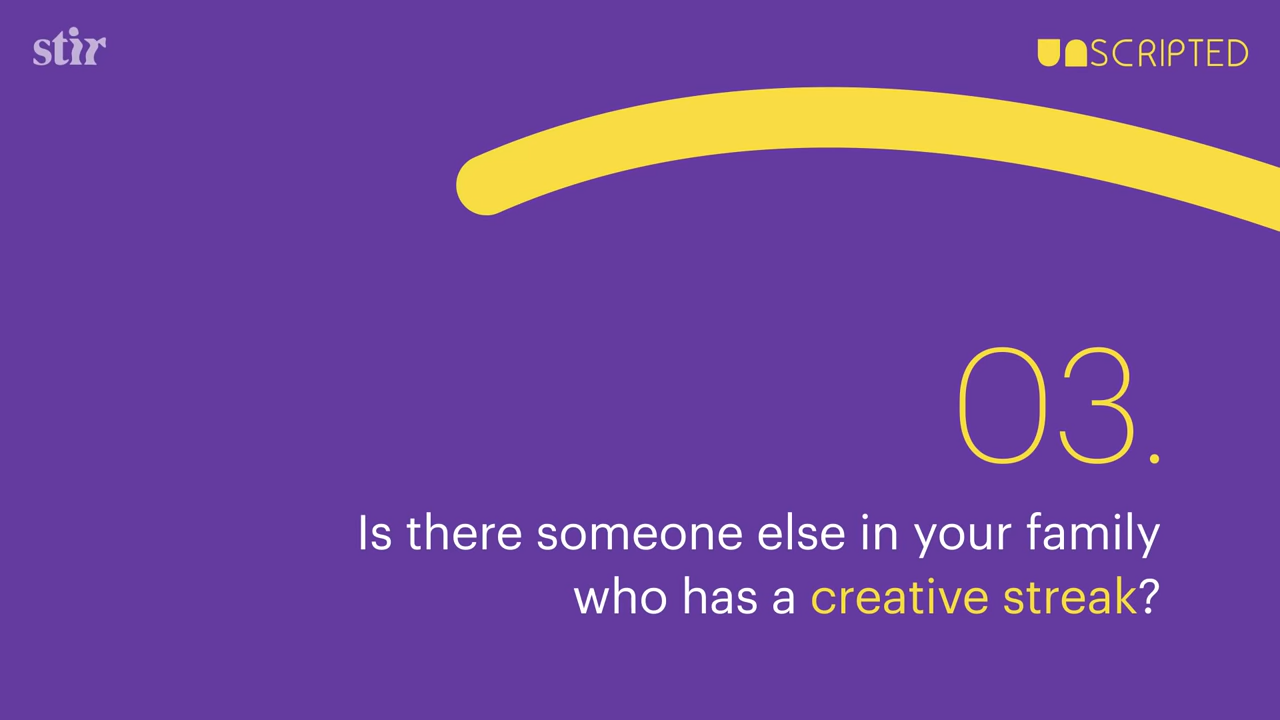 stir
UNSCRIPTED
03.
Is there someone else in your family
who has a creative streak?